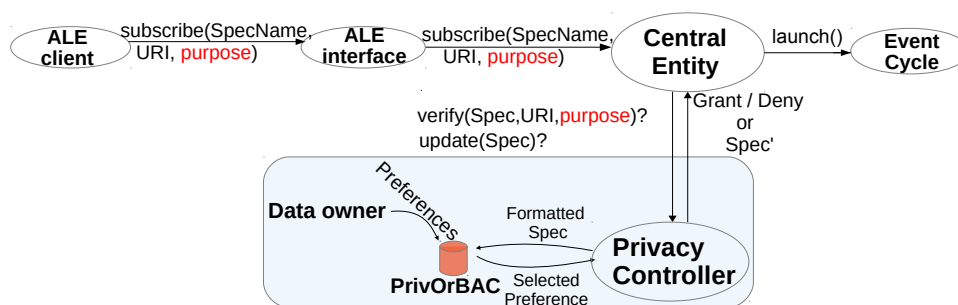 ALE
client
subscribe(SpecName,
URI, purpose)
ALE
interface
subscribe(SpecName,
URI, purpose)
Central
Entity
launch()
Event
Cycle
verify(Spec,URI,purpose)?
update(Spec)?
Grant / Deny
or
Spec'
Preferences
Data owner
PrivOrBAC
Formatted
Spec
Selected
Preference
Privacy
Controller